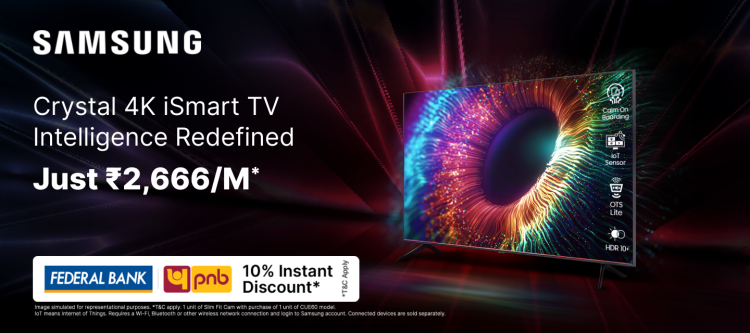 SAMSUNG
Crystal 4K iSmart TV
Intelligence Redefined
Just ₹2,666/M*
Calm On
Boarding
IoT
Sensor
OTS
Lite
HDR 10+
FEDERAL BANK
pnb
10% Instant
Discount*
*T&C Apply
Image simulated for representational purposes. *T&C apply. 1 unit of Slim Fit Cam with purchase of 1 unit of CUE60 model.
IoT means Internet of Things. Requires a Wi-Fi, Bluetooth or other wireless network connection and login to Samsung account. Connected devices are sold separately.